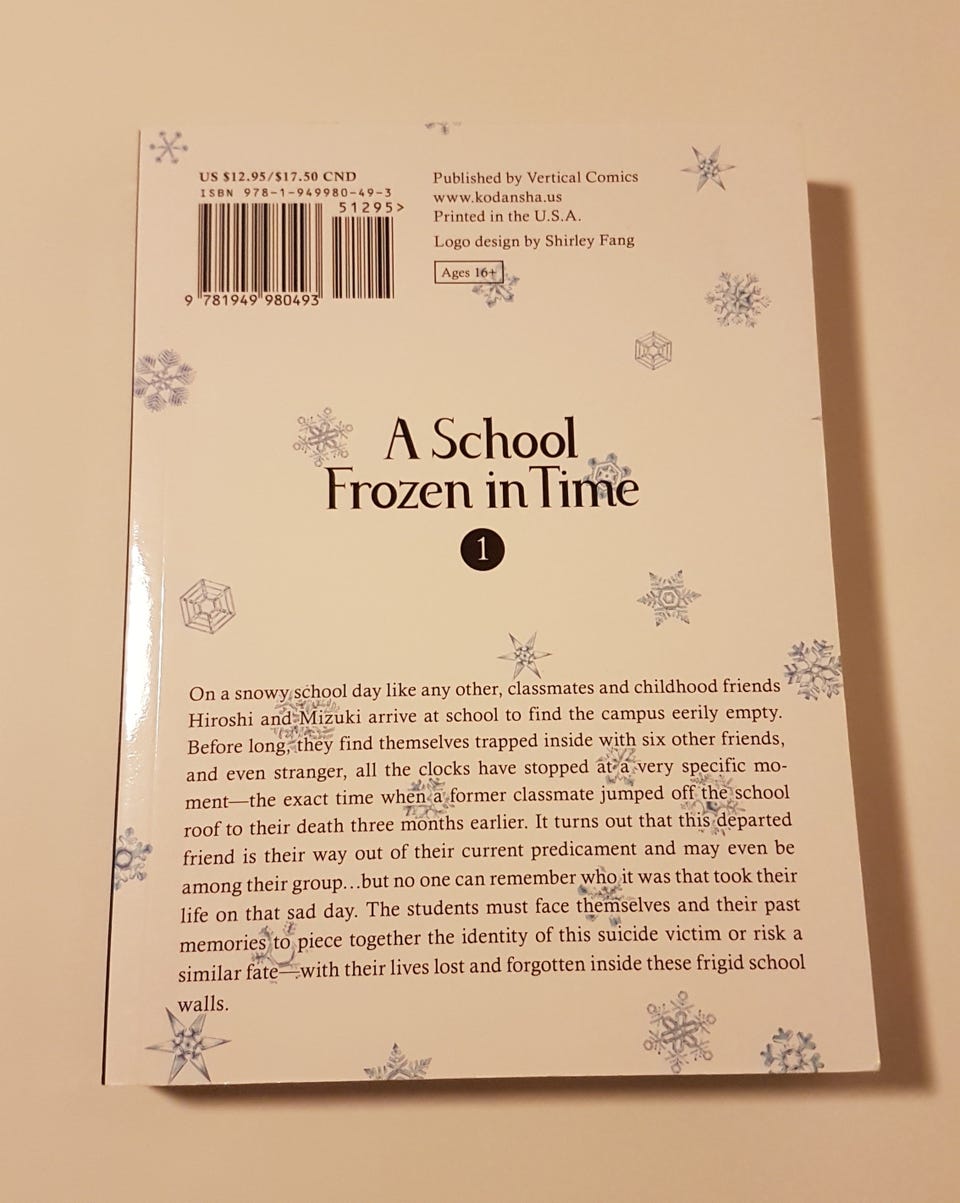 US $12.95/$17.50 CND
ISBN 978-1-949980-49-3
51295>
9 781949 980493
Published by Vertical Comics
www.kodansha.us
Printed in the U.S.A.
Logo design by Shirley Fang
Ages 16+
A School
Frozen in Time
1
On a snowy school day like any other, classmates and childhood friends
Hiroshi and Mizuki arrive at school to find the campus eerily empty.
Before long, they find themselves trapped inside with six other friends,
and even stranger, all the clocks have stopped at a very specific mo-
ment—the exact time when a former classmate jumped off the school
roof to their death three months earlier. It turns out that this departed
friend is their way out of their current predicament and may even be
among their group...but no one can remember who it was that took their
life on that sad day. The students must face themselves and their past
memories to piece together the identity of this suicide victim or risk a
similar fate—with their lives lost and forgotten inside these frigid school
walls.